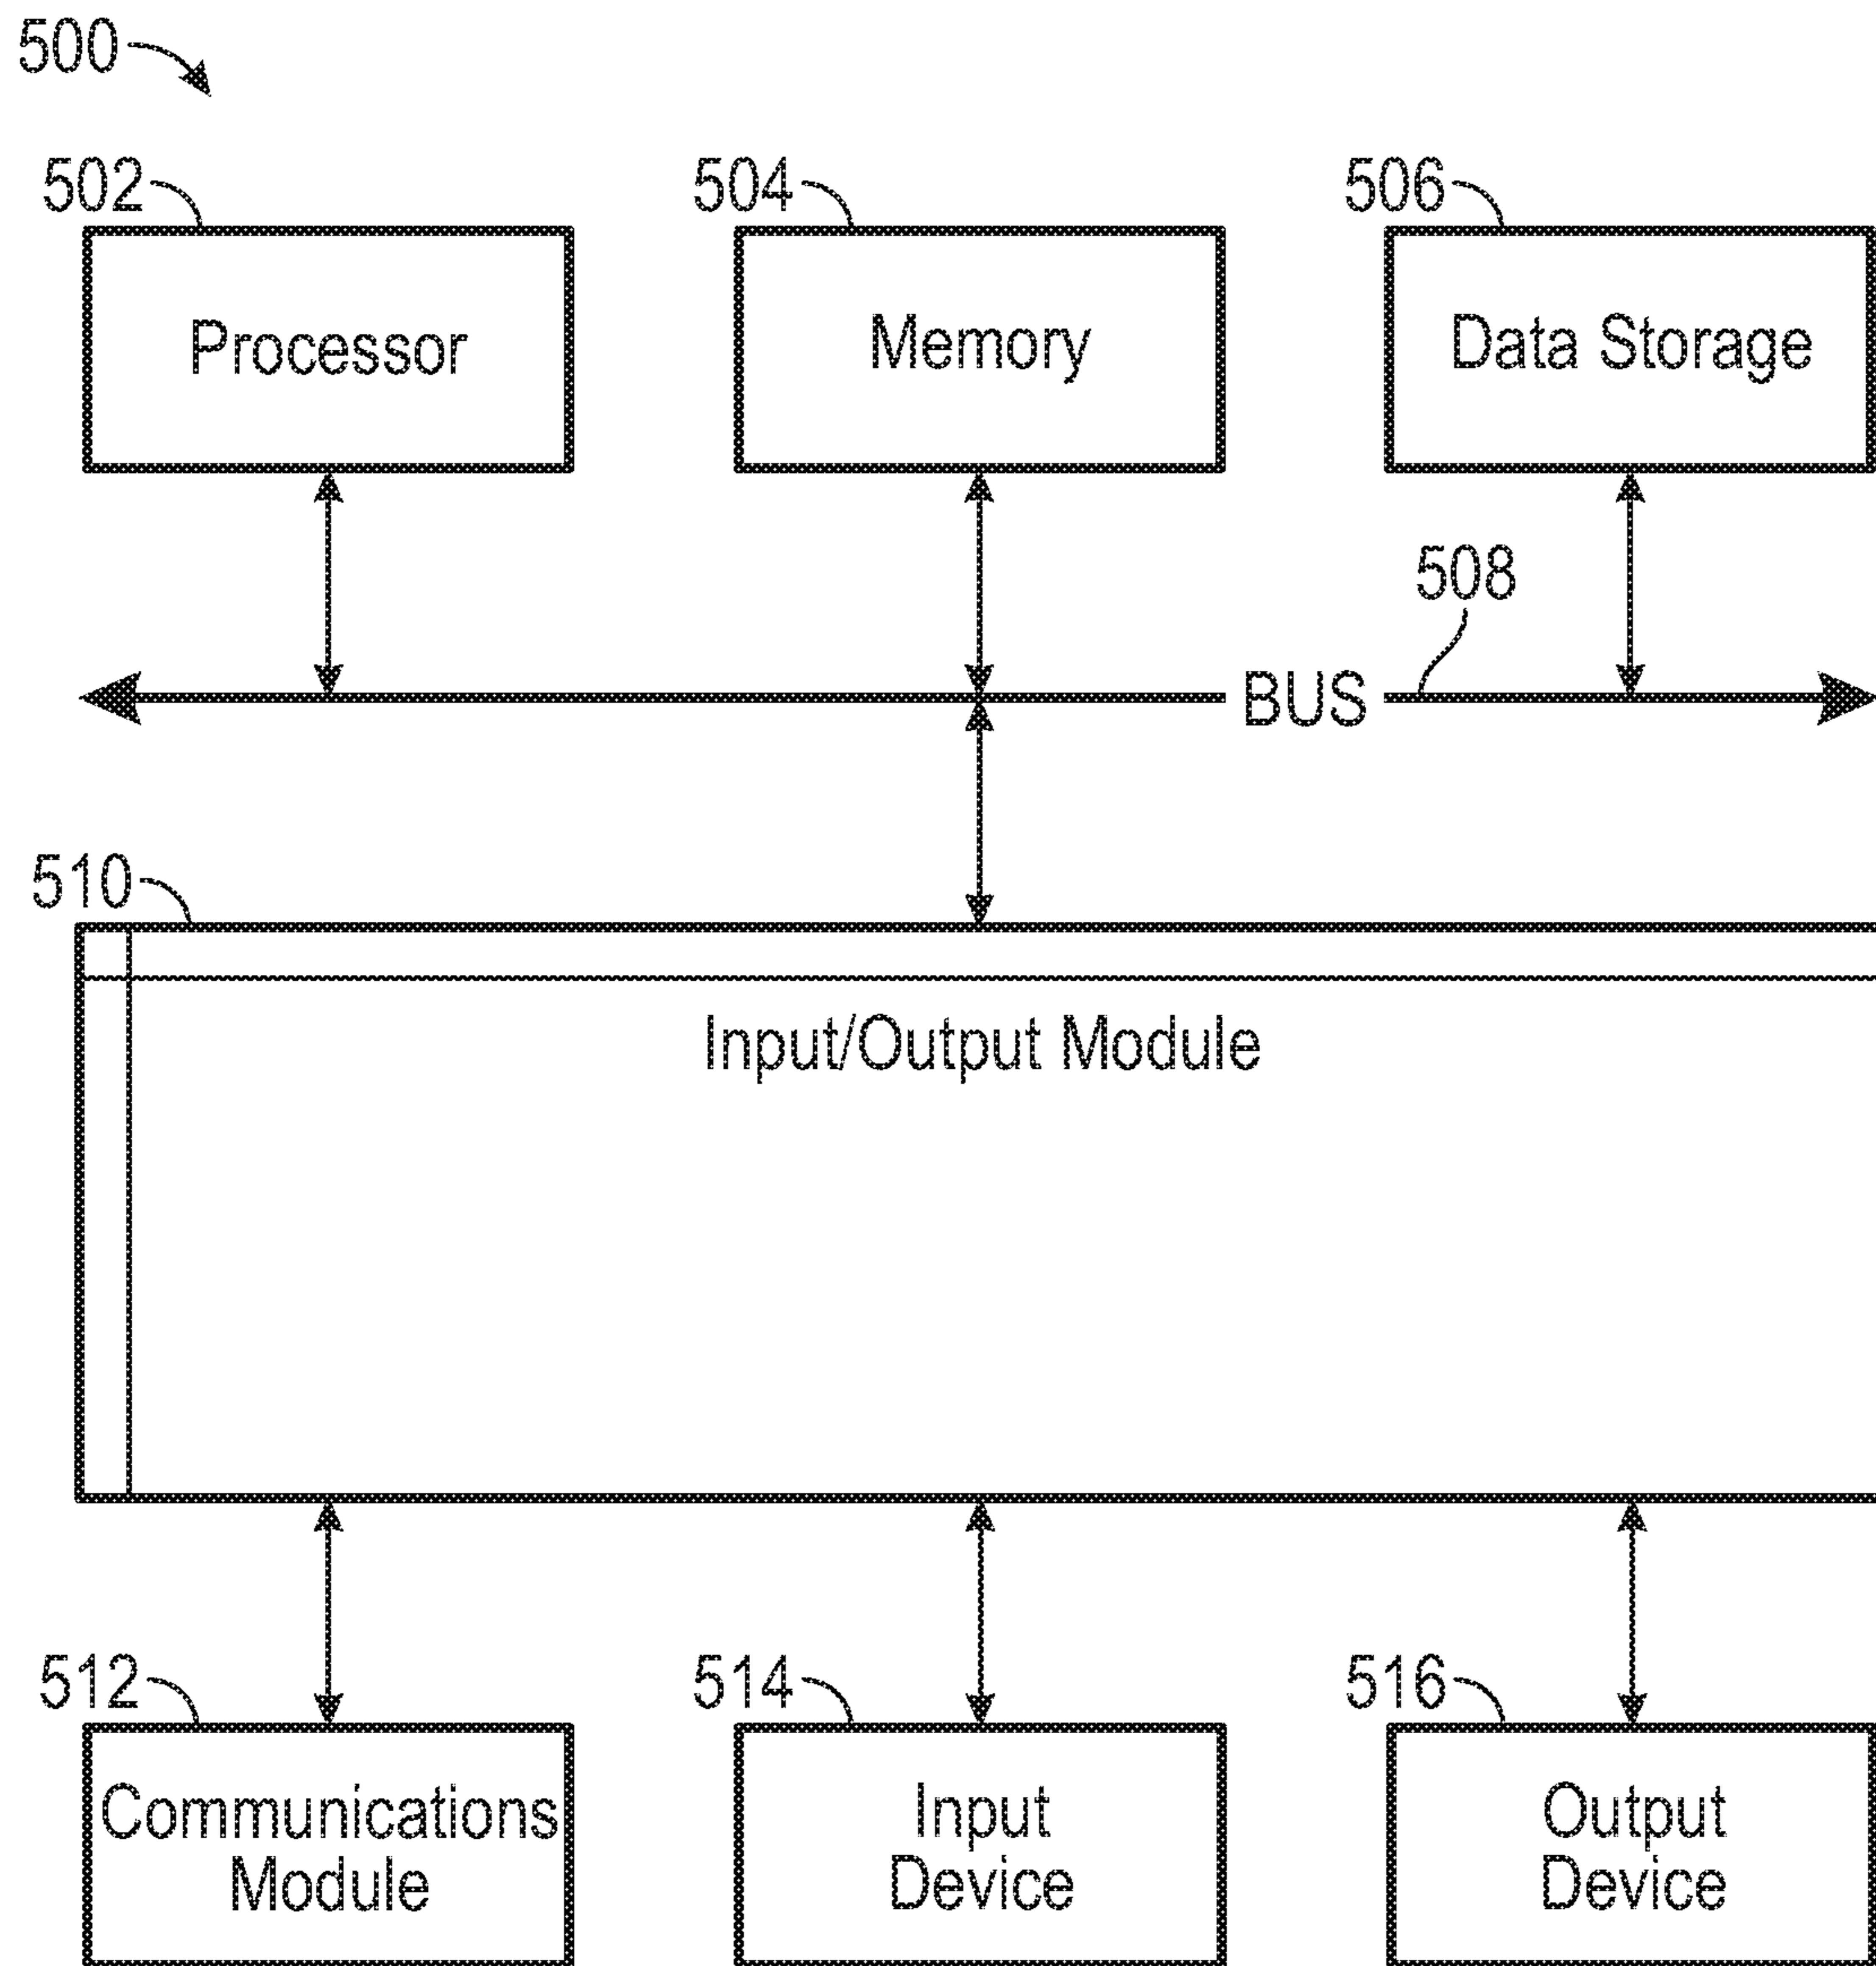 500
502
504
506
Processor
Memory
Data Storage
508
BUS
510
Input/Output Module
512
514
516
Communications
Module
Input
Device
Output
Device